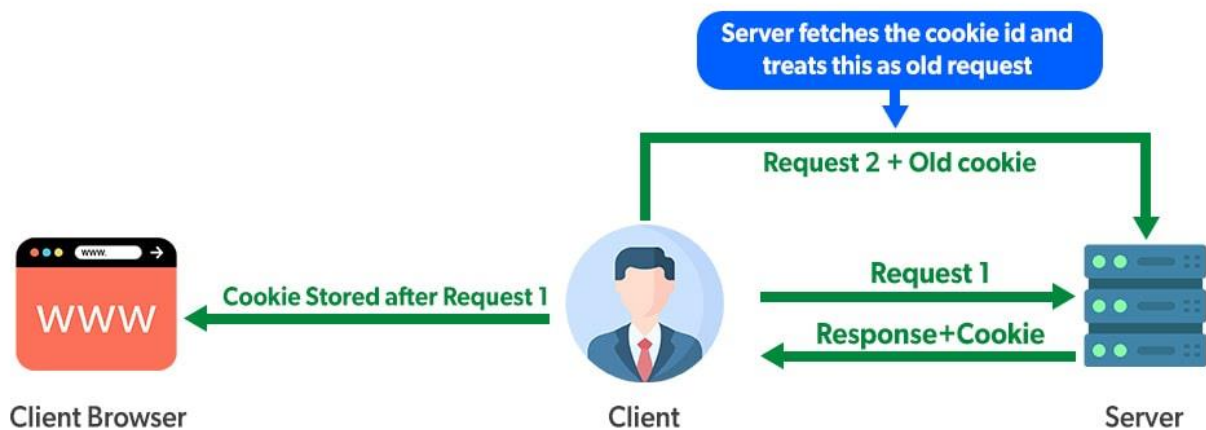 Server fetches the cookie id and
treats this as old request
Request 2 + Old cookie
www.
www
Cookie Stored after Request 1
Request 1
Response+Cookie
Client Browser
Client
Server